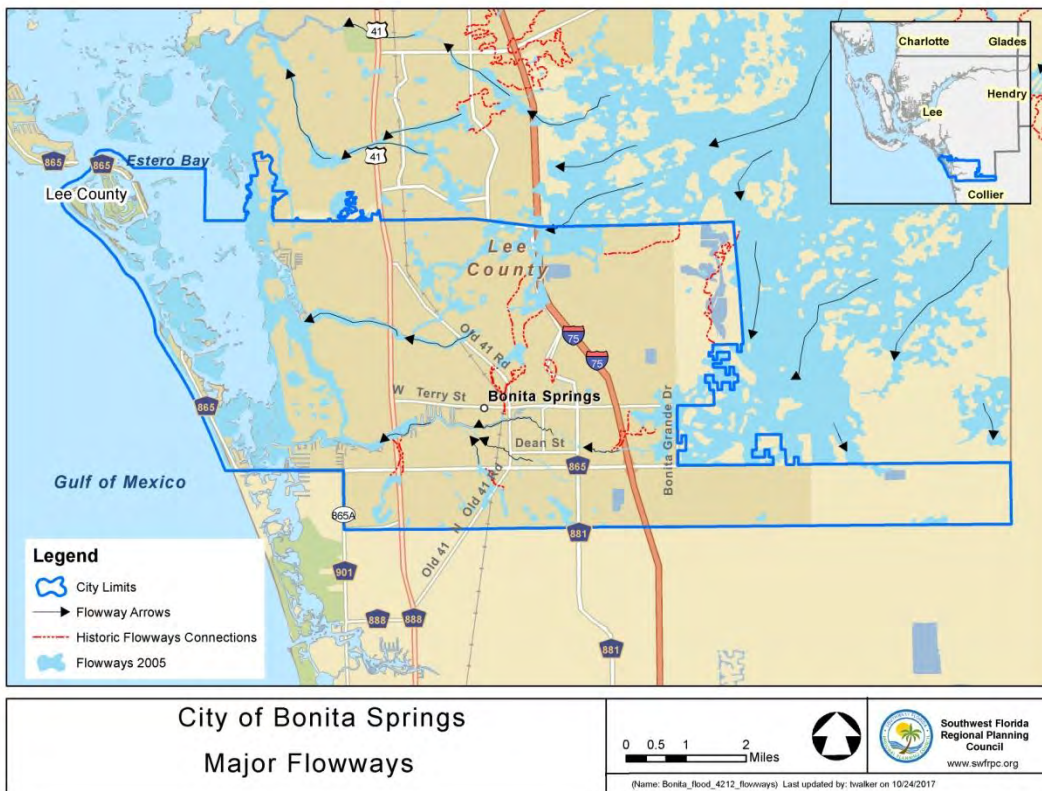 41
41
865
865
Estero Bay
Lee County
Lee
County
Old 41 Rd
75
75
W Terry St
Bonita Springs
865
Dean St
Bonita Grande Dr
865
Gulf of Mexico
865A
Old 41 N Old 41 Rd
881
901
888
888
881
Charlotte
Glades
Hendry
Lee
Collier
Legend
City Limits
Flowway Arrows
Historic Flowways Connections
Flowways 2005
City of Bonita Springs
Major Flowways
0 0.5 1 2
Miles
Southwest Florida
Regional Planning
Council
www.swfrpc.org
(Name: Bonita_flood_4212_flowways) Last updated by: twalker on 10/24/2017